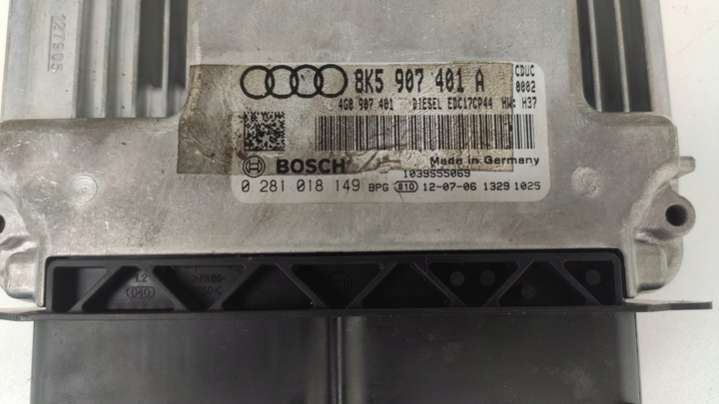 127906
8K5 907 401 A
CDUC
0002
4G0 907 401 DIESEL EDC17CP44 HW: H37
BOSCH
Made in Germany
1039S55069
0 281 018 149 BPG 810 12-07-06 1329 1025